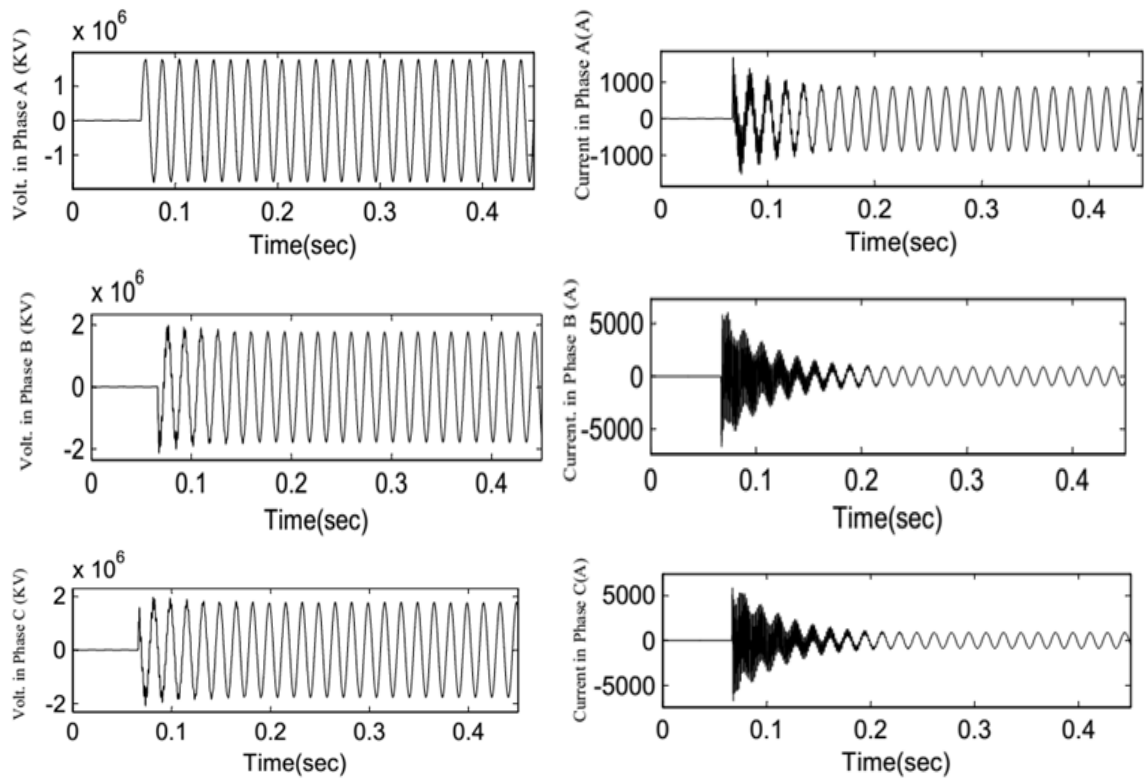 x 10^6
Volt. in Phase A (KV)
1
0
-1
0 0.1 0.2 0.3 0.4
Time(sec)
Current in Phase A(A)
1000
0
-1000
0 0.1 0.2 0.3 0.4
Time(sec)
x 10^6
Volt. in Phase B (KV)
2
0
-2
0 0.1 0.2 0.3 0.4
Time(sec)
Current. in Phase B (A)
5000
0
-5000
0 0.1 0.2 0.3 0.4
Time(sec)
x 10^6
Volt. in Phase C (KV)
2
0
-2
0 0.1 0.2 0.3 0.4
Time(sec)
Current in Phase C(A)
5000
0
-5000
0 0.1 0.2 0.3 0.4
Time(sec)